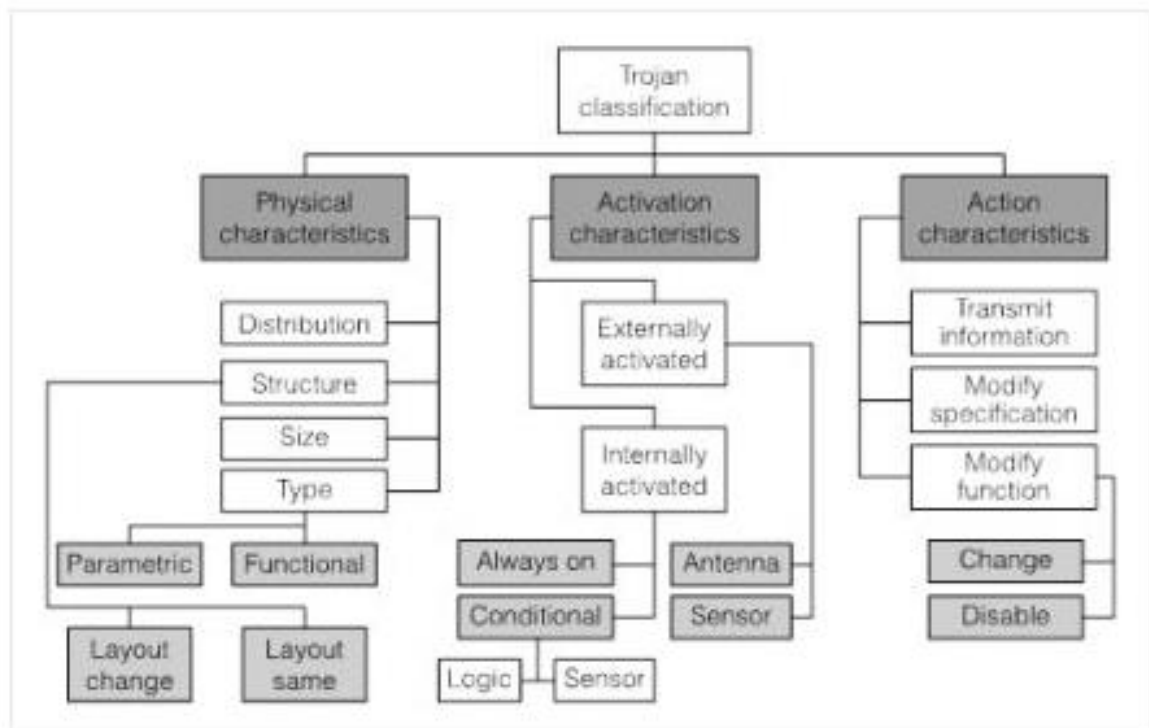 Trojan
classification
Physical
characteristics
Activation
characteristics
Action
characteristics
Distribution
Structure
Size
Type
Parametric
Functional
Layout
change
Layout
same
Externally
activated
Internally
activated
Always on
Conditional
Antenna
Sensor
Logic
Sensor
Transmit
information
Modify
specification
Modify
function
Change
Disable